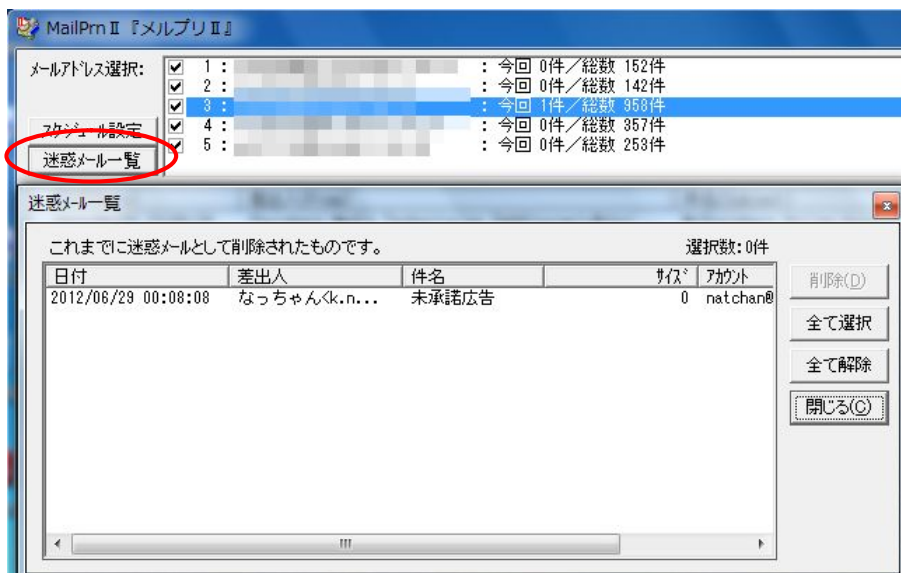 MailPrnⅡ『メルプリⅡ』
メールアドレス選択:
1 : : 今回 0件／総数 152件
2 : : 今回 0件／総数 142件
3 : : 今回 1件／総数 958件
4 : : 今回 0件／総数 357件
5 : : 今回 0件／総数 253件
スケジュール設定
迷惑メール一覧
迷惑メール一覧
これまでに迷惑メールとして削除されたものです。 選択数:0件
日付 差出人 件名 サイズ アカウント
2012/06/29 00:08:08 なっちゃん<k.n... 未承諾広告 0 natchan@
削除(D)
全て選択
全て解除
閉じる(C)